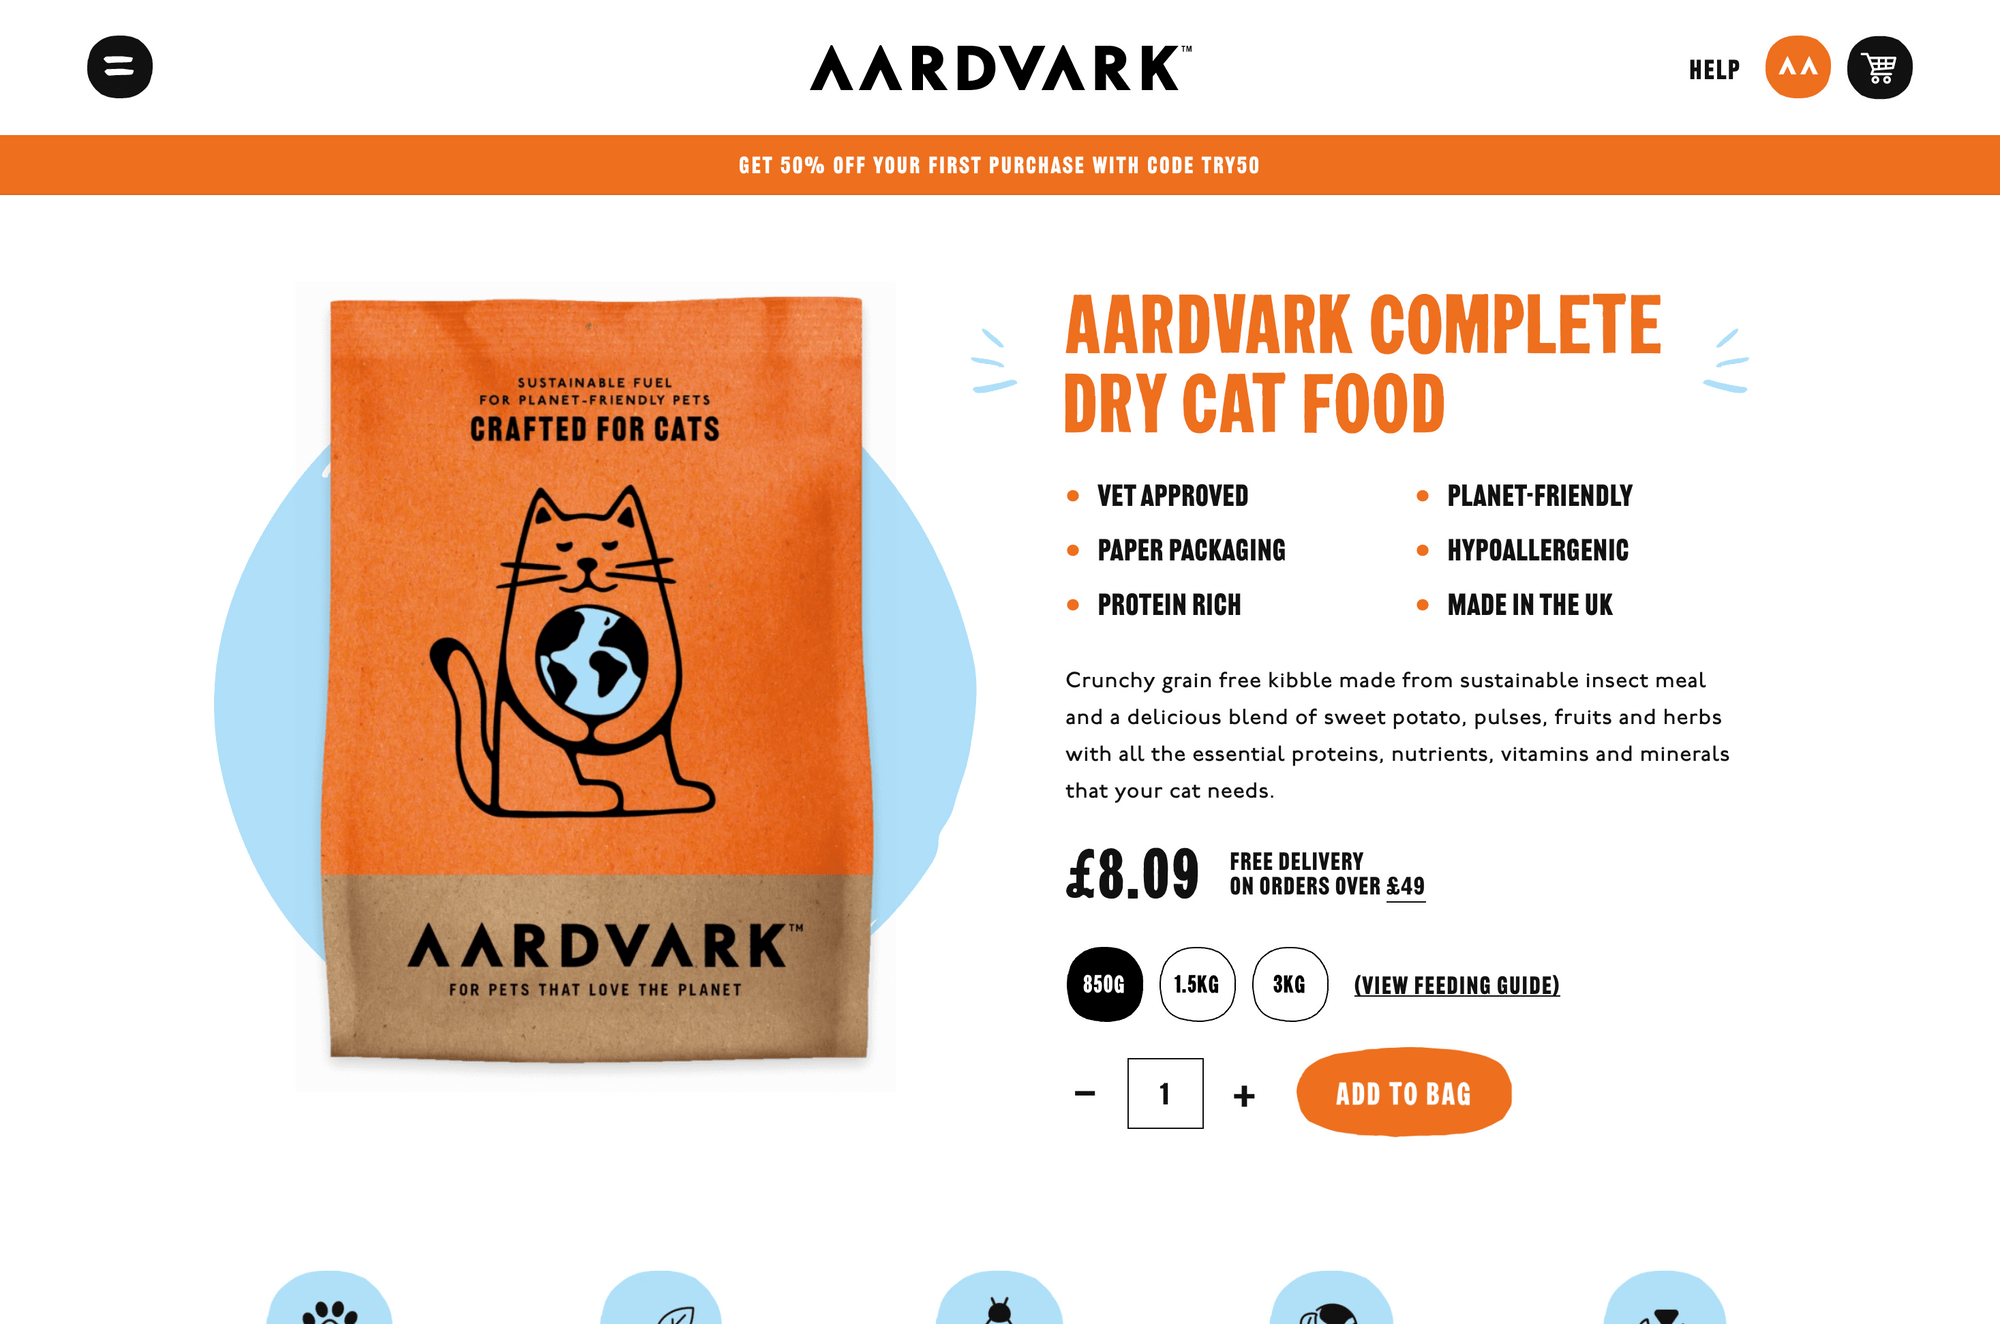 AARDVARK™
HELP
AA
GET 50% OFF YOUR FIRST PURCHASE WITH CODE TRY50
SUSTAINABLE FUEL
FOR PLANET-FRIENDLY PETS
CRAFTED FOR CATS
AARDVARK™
FOR PETS THAT LOVE THE PLANET
AARDVARK COMPLETE
DRY CAT FOOD
VET APPROVED
PLANET-FRIENDLY
PAPER PACKAGING
HYPOALLERGENIC
PROTEIN RICH
MADE IN THE UK
Crunchy grain free kibble made from sustainable insect meal
and a delicious blend of sweet potato, pulses, fruits and herbs
with all the essential proteins, nutrients, vitamins and minerals
that your cat needs.
£8.09
FREE DELIVERY
ON ORDERS OVER £49
850G
1.5KG
3KG
(VIEW FEEDING GUIDE)
− 1 +
ADD TO BAG